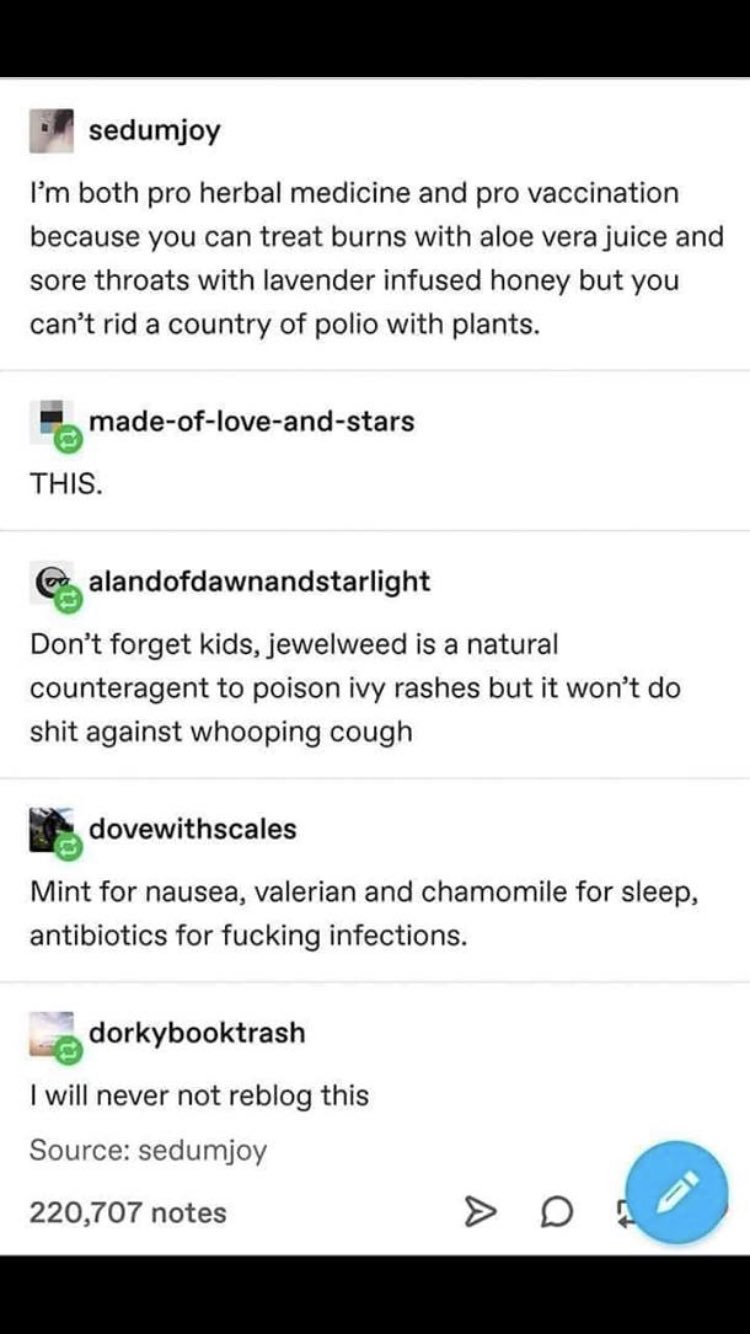 sedumjoy
I’m both pro herbal medicine and pro vaccination
because you can treat burns with aloe vera juice and
sore throats with lavender infused honey but you
can’t rid a country of polio with plants.
made-of-love-and-stars
THIS.
alandofdawnandstarlight
Don’t forget kids, jewelweed is a natural
counteragent to poison ivy rashes but it won’t do
shit against whooping cough
dovewithscales
Mint for nausea, valerian and chamomile for sleep,
antibiotics for fucking infections.
dorkybooktrash
I will never not reblog this
Source: sedumjoy
220,707 notes